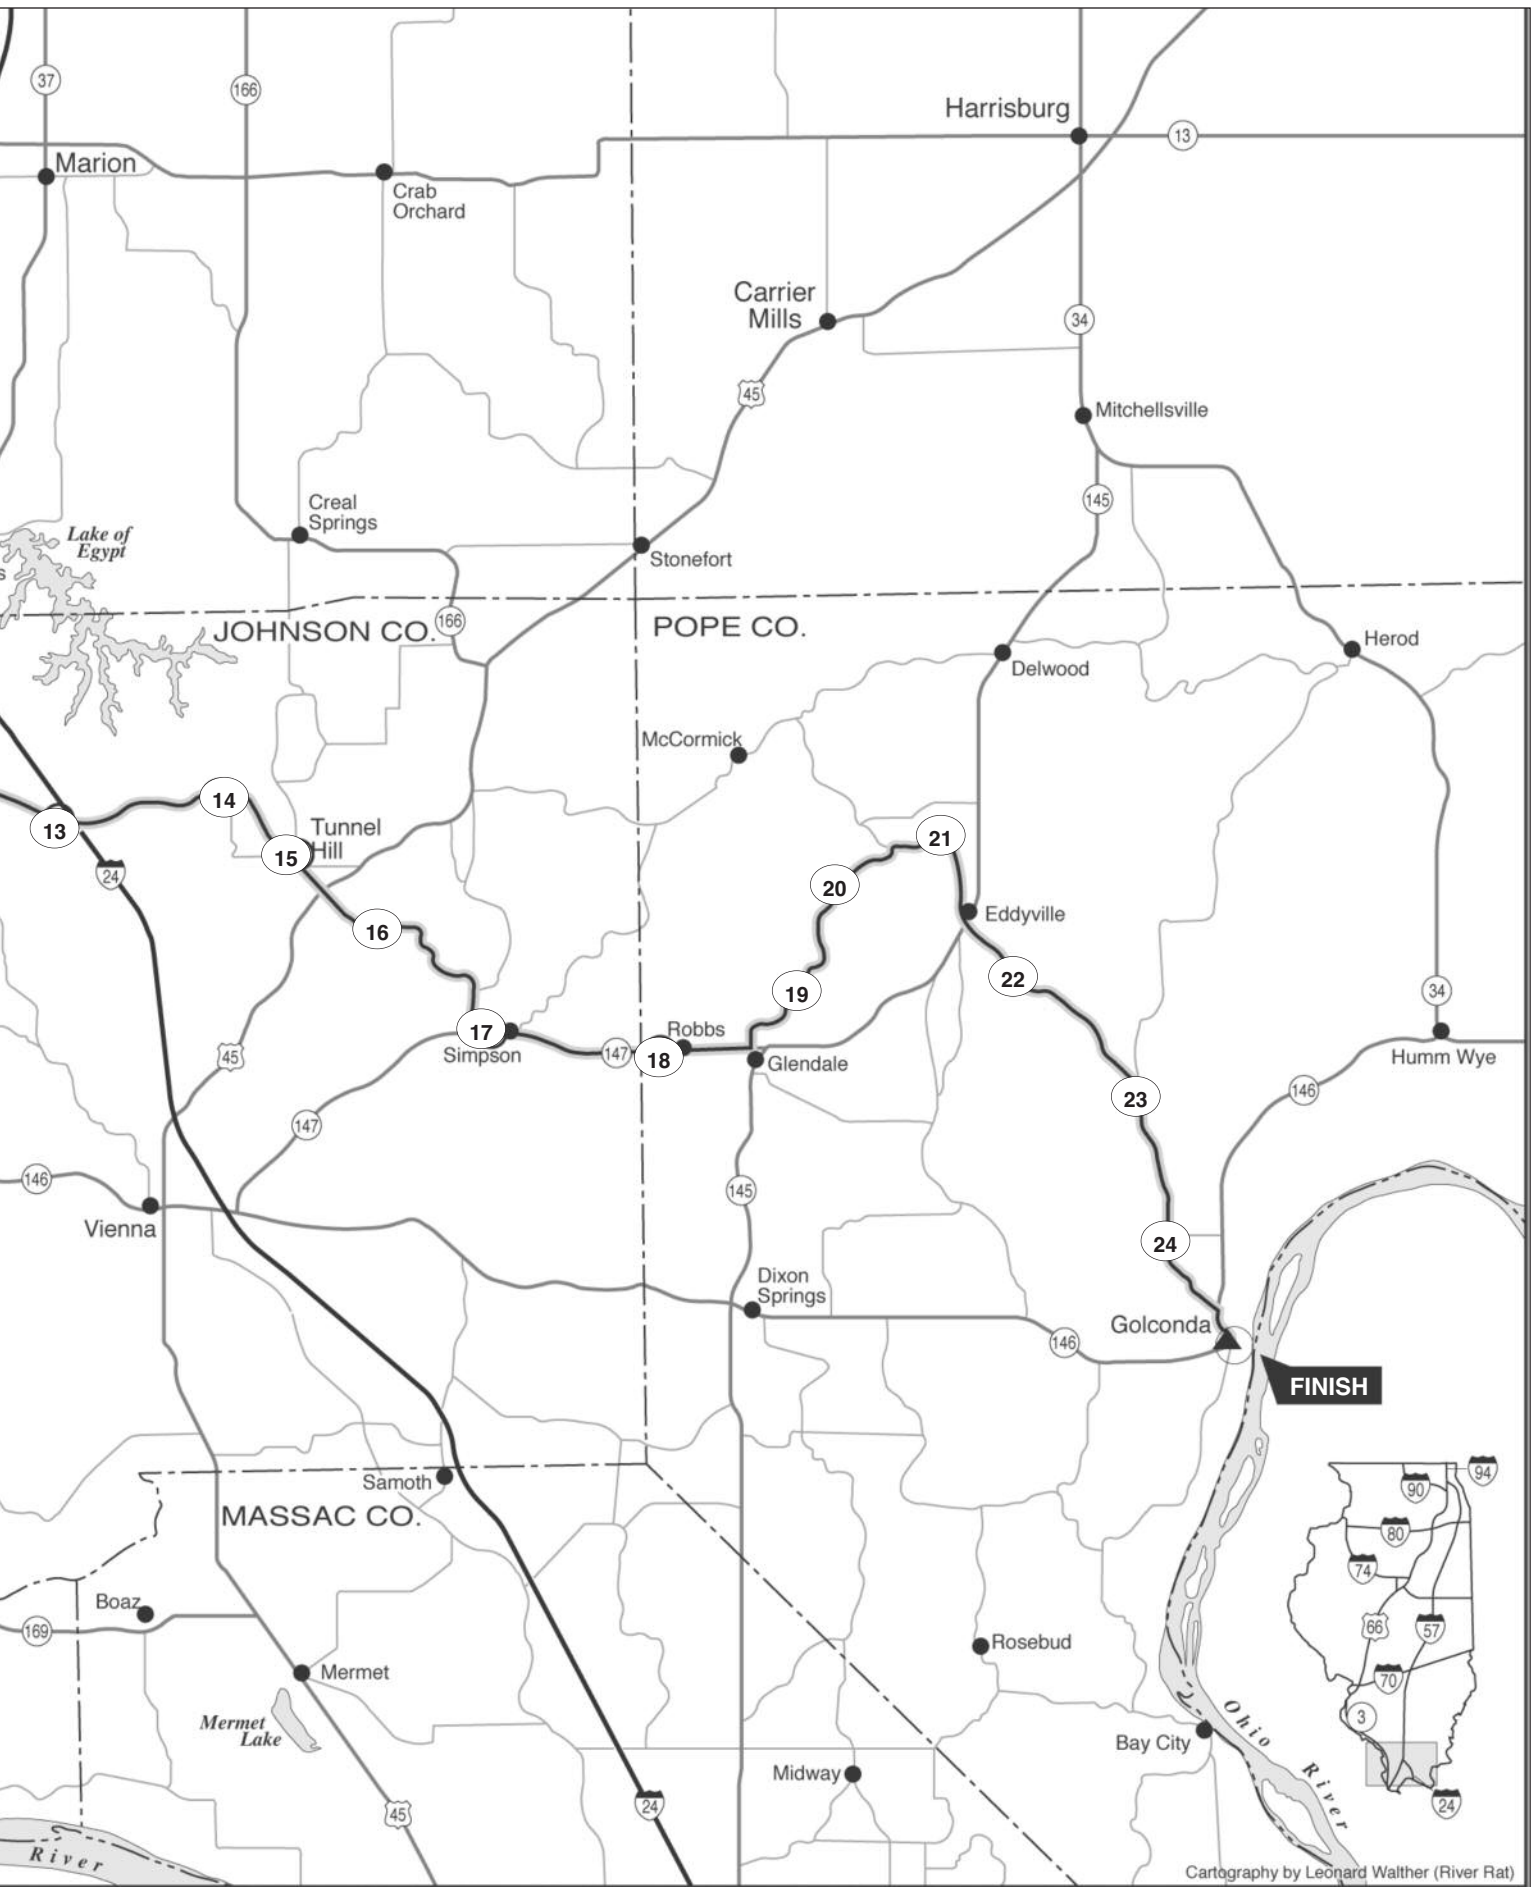 37
166
Harrisburg
13
Marion
Crab
Orchard
Carrier
Mills
34
45
Mitchellsville
145
Creal
Springs
Lake of
Egypt
Stonefort
s
JOHNSON CO.
166
POPE CO.
Herod
Delwood
McCormick
14
13
Tunnel
Hill
15
21
24
20
Eddyville
16
22
19
34
17
Simpson
147
18
Robbs
Glendale
Humm Wye
45
146
23
147
146
145
Vienna
24
Dixon
Springs
Golconda
146
FINISH
Samoth
94
90
MASSAC CO.
80
74
Boaz
169
66
57
Rosebud
Mermet
70
3
Mermet
Lake
Ohio River
Bay City
Midway
45
24
24
River
Cartography by Leonard Walther (River Rat)